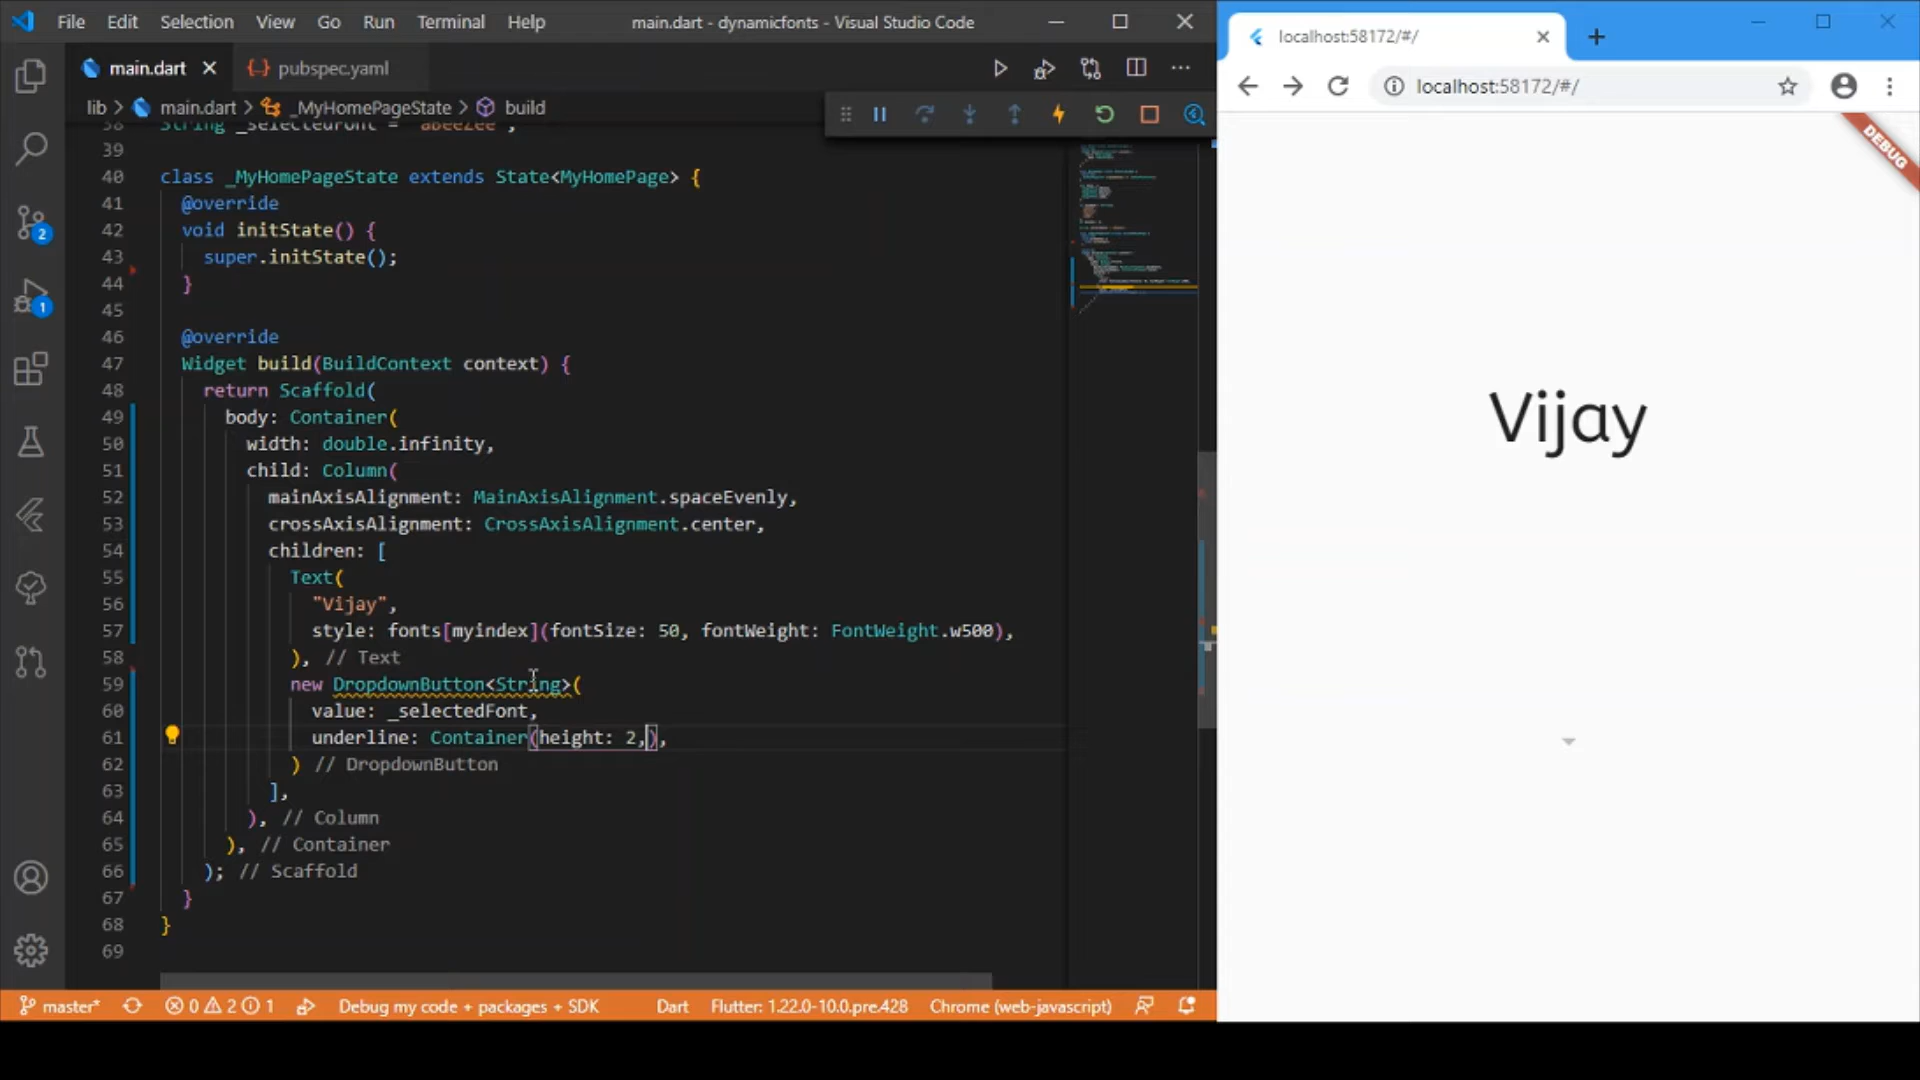 File Edit Selection View Go Run Terminal Help main.dart - dynamicfonts - Visual Studio Code
main.dart pubspec.yaml
lib > main.dart > _MyHomePageState > build
38 String _selectedFont = "abeezee";
39
40 class _MyHomePageState extends State<MyHomePage> {
41 @override
42 void initState() {
43 super.initState();
44 }
45
46 @override
47 Widget build(BuildContext context) {
48 return Scaffold(
49 body: Container(
50 width: double.infinity,
51 child: Column(
52 mainAxisAlignment: MainAxisAlignment.spaceEvenly,
53 crossAxisAlignment: CrossAxisAlignment.center,
54 children: [
55 Text(
56 "Vijay",
57 style: fonts[myindex](fontSize: 50, fontWeight: FontWeight.w500),
58 ), // Text
59 new DropdownButton<String>(
60 value: _selectedFont,
61 underline: Container(height: 2,),
62 ) // DropdownButton
63 ],
64 ), // Column
65 ), // Container
66 ); // Scaffold
67 }
68 }
69
2
1
master* 0 2 1 Debug my code + packages + SDK Dart Flutter: 1.22.0-10.0.pre.428 Chrome (web-javascript)
localhost:58172/#/
localhost:58172/#/
DEBUG
Vijay